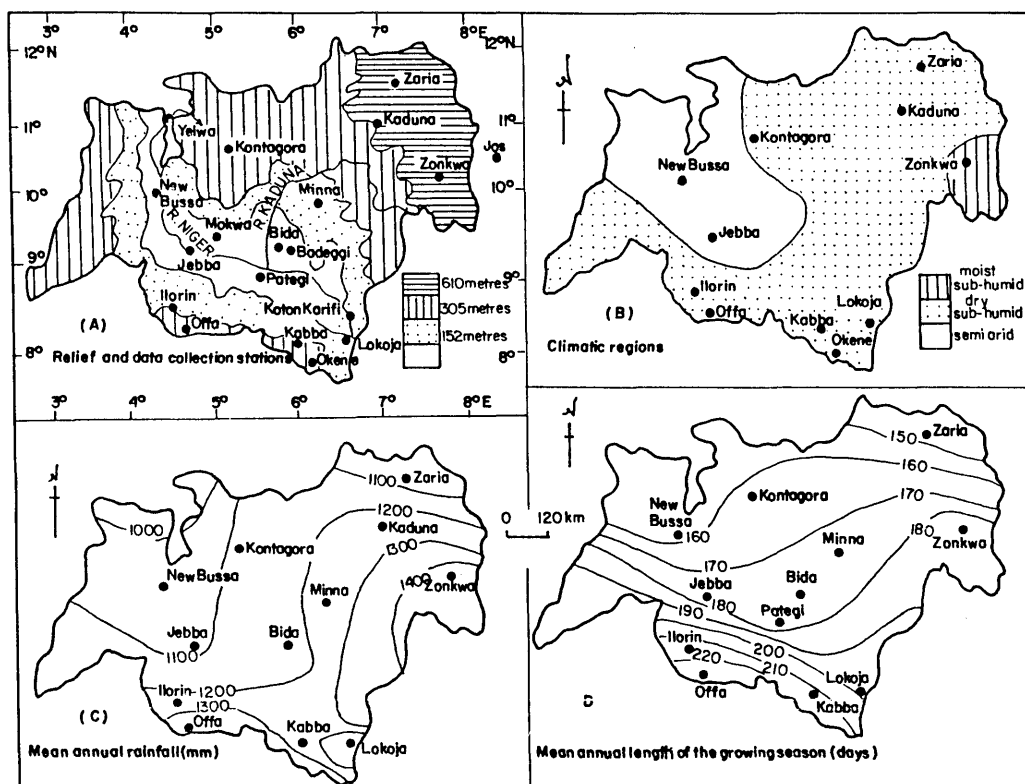 3° 4° 5° 6° 7° 8°E
12°N
11°
10°
9°
8°
Zaria
Kaduna
Yelwa
Kontagora
Jos
Zonkwa
New
Bussa
R. KADUNA
Minna
R. NIGER
Mokwa
Bida
Badeggi
Jebba
Pategi
Ilorin
Koton Karifi
Offa
Kabba
Lokoja
Okene
610metres
305metres
152metres
(A)
Relief and data collection stations
12°N
11°
10°
9°
8°
Zaria
Kaduna
Kontagora
Zonkwa
New Bussa
Jebba
Ilorin
Offa
Lokoja
Kabba
Okene
moist
sub-humid
dry
sub-humid
semi arid
(B)
Climatic regions
3° 4° 5° 6° 7° 8°E
1100
Zaria
1200
Kaduna
1000
Kontagora
1300
New Bussa
Minna
1400
Zonkwa
Jebba
1100
Bida
Ilorin
1200
1300
Offa
Kabba
Lokoja
(C)
Mean annual rainfall(mm)
0 120 km
150
Zaria
160
Kontagora
170
New
Bussa
160
180
Minna
Zonkwa
170
Jebba
Bida
180
Pategi
190
Ilorin
200
220
210
Lokoja
Offa
Kabba
D
Mean annual length of the growing season (days)